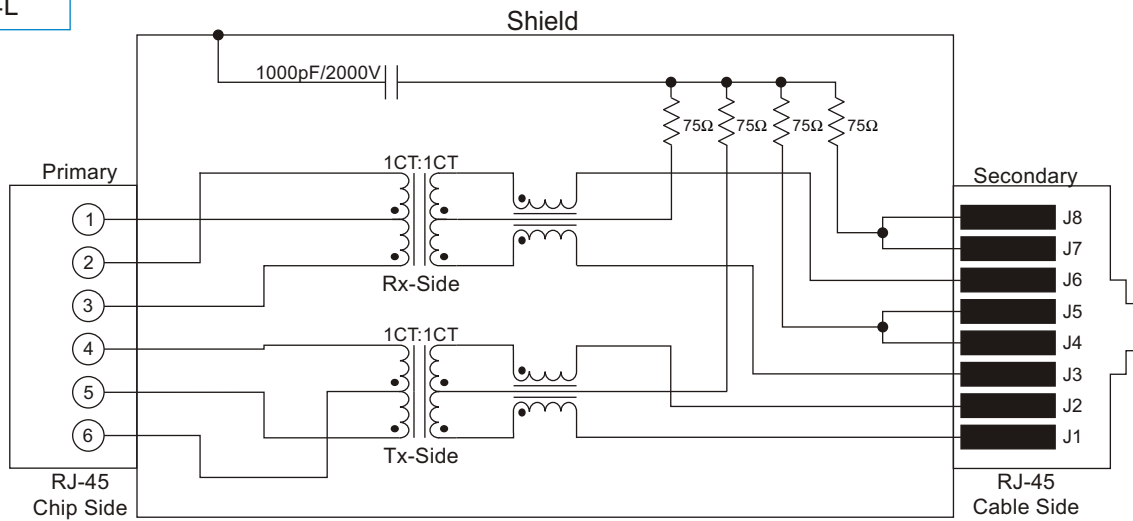 Shield
1000pF/2000V
75Ω 75Ω 75Ω 75Ω
Primary
1CT:1CT
Secondary
1
J8
J7
2
Rx-Side
J6
3
J5
1CT:1CT
4
J4
5
J3
J2
6
J1
Tx-Side
RJ-45
Chip Side
RJ-45
Cable Side